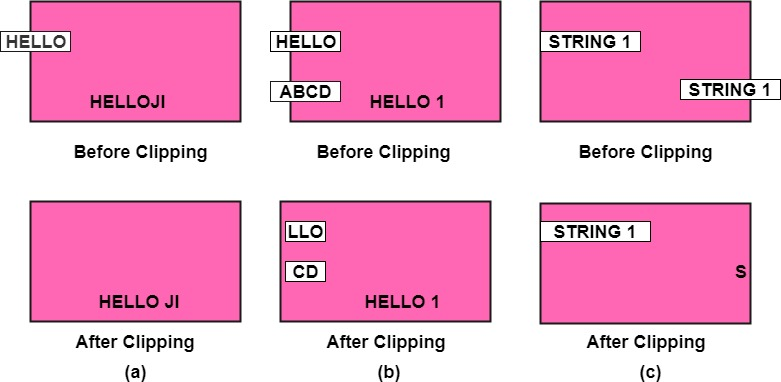 HELLO
HELLOJI
Before Clipping
HELLO
ABCD
HELLO 1
Before Clipping
STRING 1
STRING 1
Before Clipping
HELLO JI
After Clipping
(a)
LLO
CD
HELLO 1
After Clipping
(b)
STRING 1
S
After Clipping
(c)